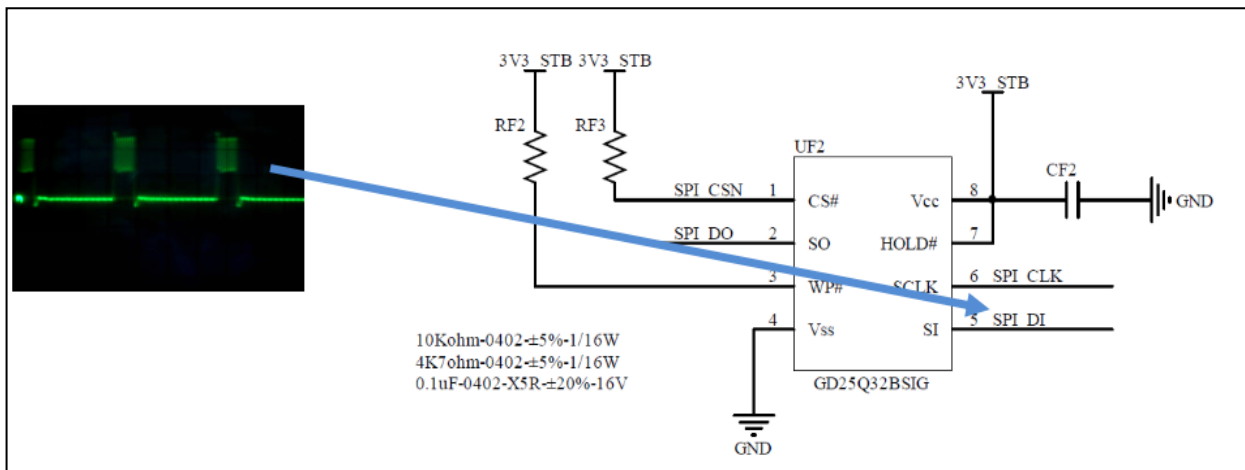 3V3_STB 3V3_STB
3V3_STB
RF2
RF3
UF2
CF2
SPI_CSN 1 CS# Vcc 8
GND
SPI_DO 2 SO HOLD# 7
3 WP# SCLK 6 SPI_CLK
4 Vss SI 5 SPI_DI
10Kohm-0402-±5%-1/16W
4K7ohm-0402-±5%-1/16W
0.1uF-0402-X5R-±20%-16V
GD25Q32BSIG
GND